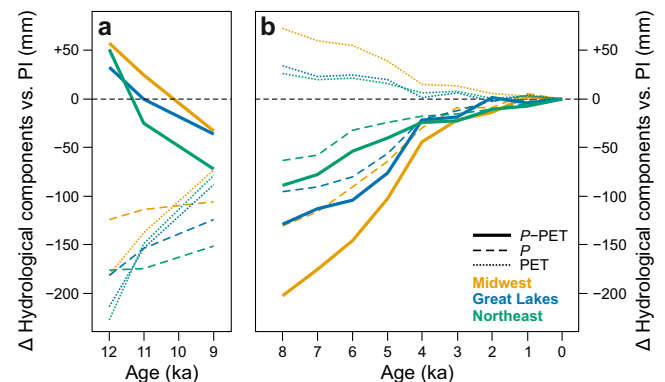 a
b
Δ Hydrological components vs. PI (mm)
+50
0
−50
−100
−150
−200
12 11 10 9
Age (ka)
8 7 6 5 4 3 2 1 0
Age (ka)
P−PET
P
PET
Midwest
Great Lakes
Northeast
+50
0
−50
−100
−150
−200
Δ Hydrological components vs. PI (mm)